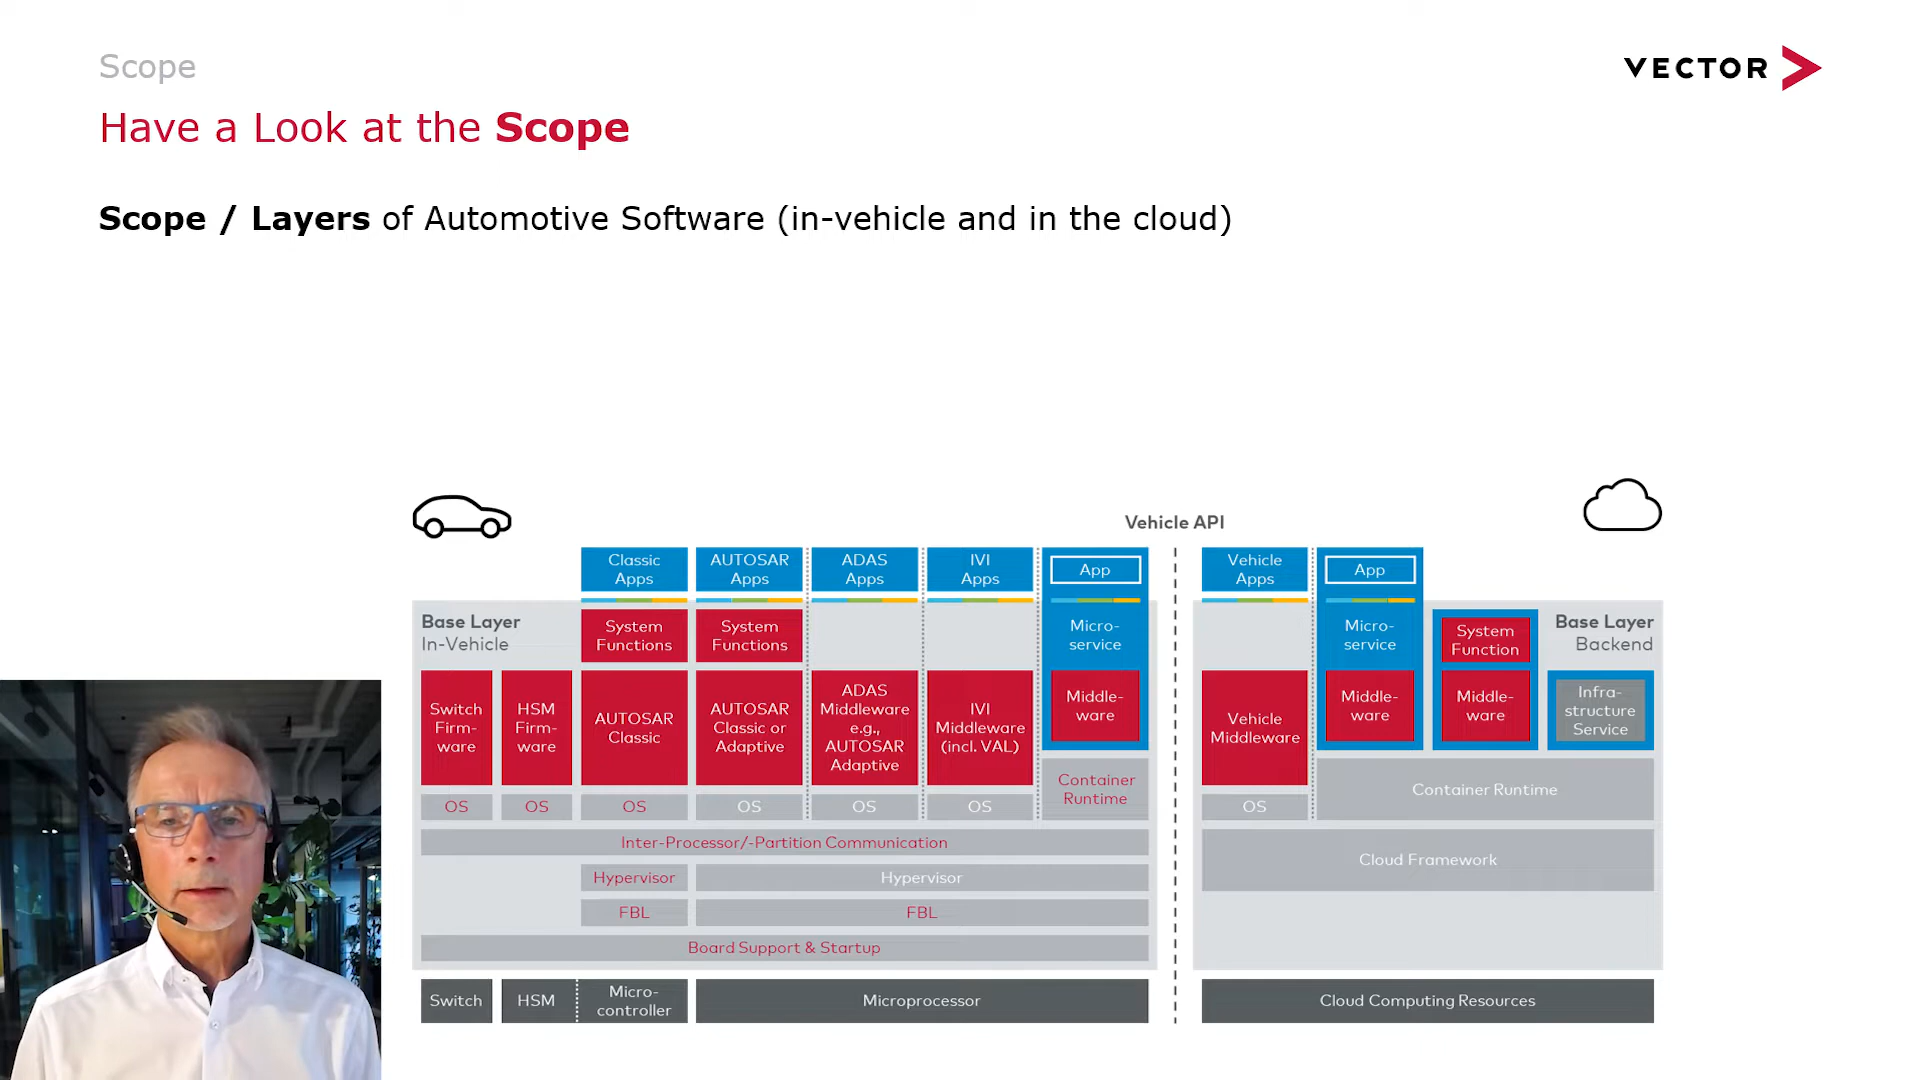 Scope
VECTOR
Have a Look at the Scope
Scope / Layers of Automotive Software (in-vehicle and in the cloud)
Vehicle API
Classic
Apps
AUTOSAR
Apps
ADAS
Apps
IVI
Apps
App
Vehicle
Apps
App
Base Layer
In-Vehicle
System
Functions
System
Functions
Micro-
service
Micro-
service
System
Function
Base Layer
Backend
Switch
Firm-
ware
HSM
Firm-
ware
AUTOSAR
Classic
AUTOSAR
Classic or
Adaptive
ADAS
Middleware
e.g.,
AUTOSAR
Adaptive
IVI
Middleware
(incl. VAL)
Middle-
ware
Vehicle
Middleware
Middle-
ware
Middle-
ware
Infra-
structure
Service
OS
OS
OS
OS
OS
OS
Container
Runtime
OS
Container Runtime
Inter-Processor/-Partition Communication
Cloud Framework
Hypervisor
Hypervisor
FBL
FBL
Board Support & Startup
Switch
HSM
Micro-
controller
Microprocessor
Cloud Computing Resources